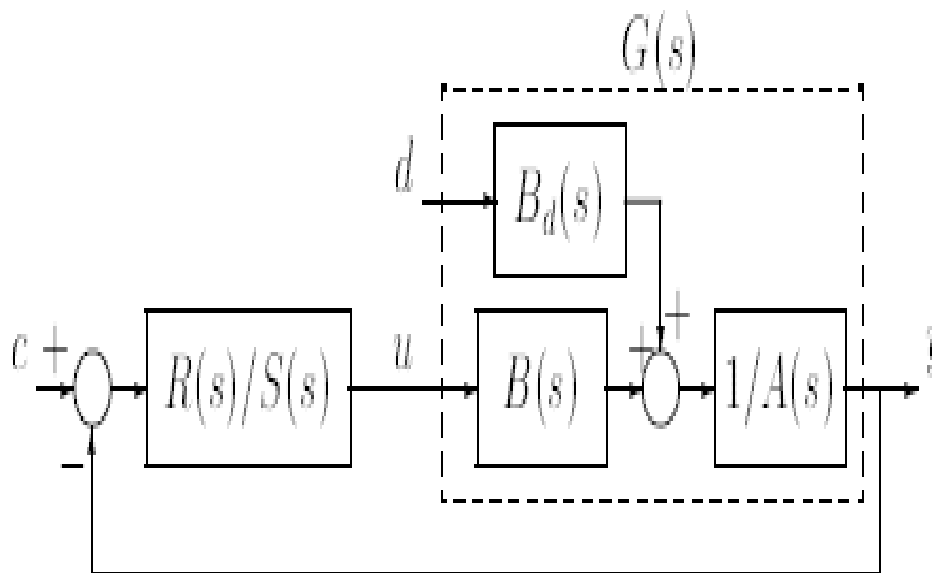 G(s)
d
B_d(s)
+
c
+
R(s)/S(s)
u
B(s)
+
1/A(s)
−